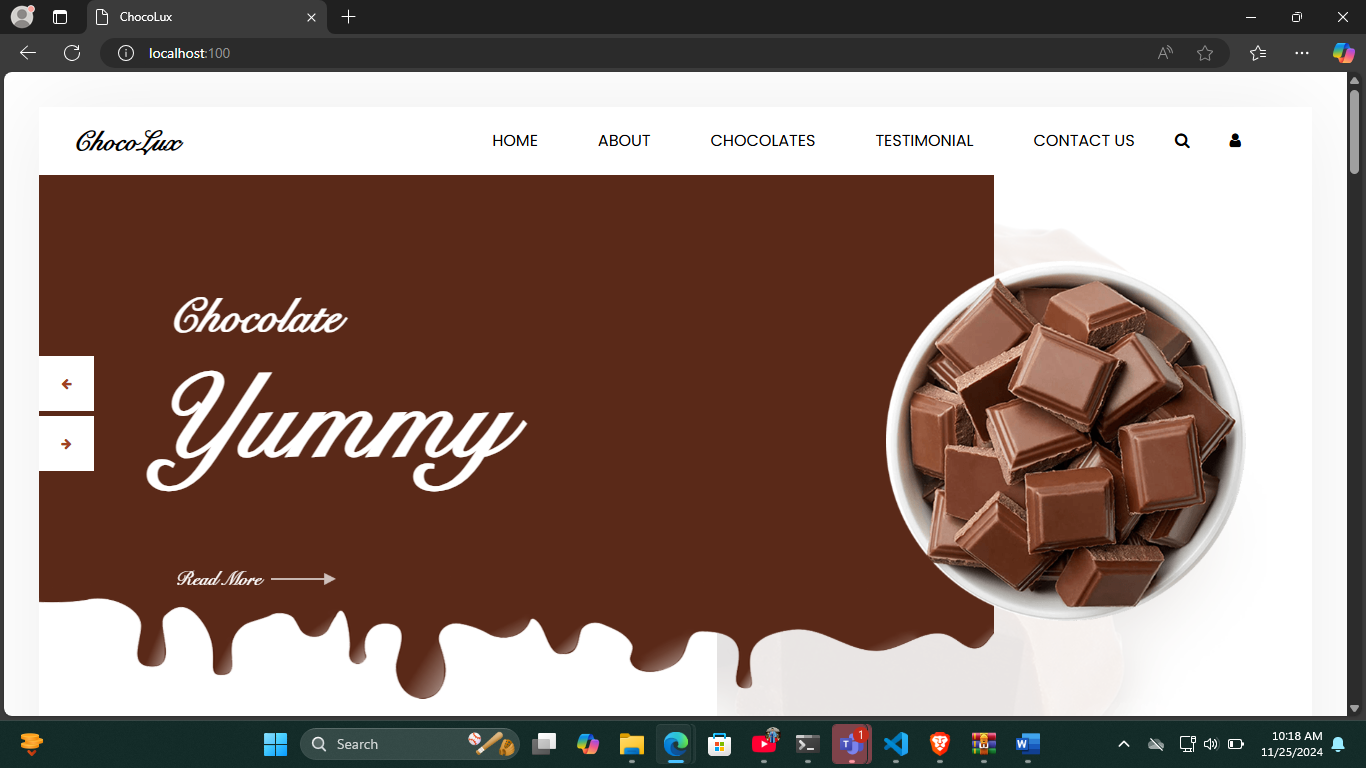 ChocoLux
localhost:100
ChocoLux
HOME
ABOUT
CHOCOLATES
TESTIMONIAL
CONTACT US
Chocolate
Yummy
Read More
Search
1
10:18 AM
11/25/2024